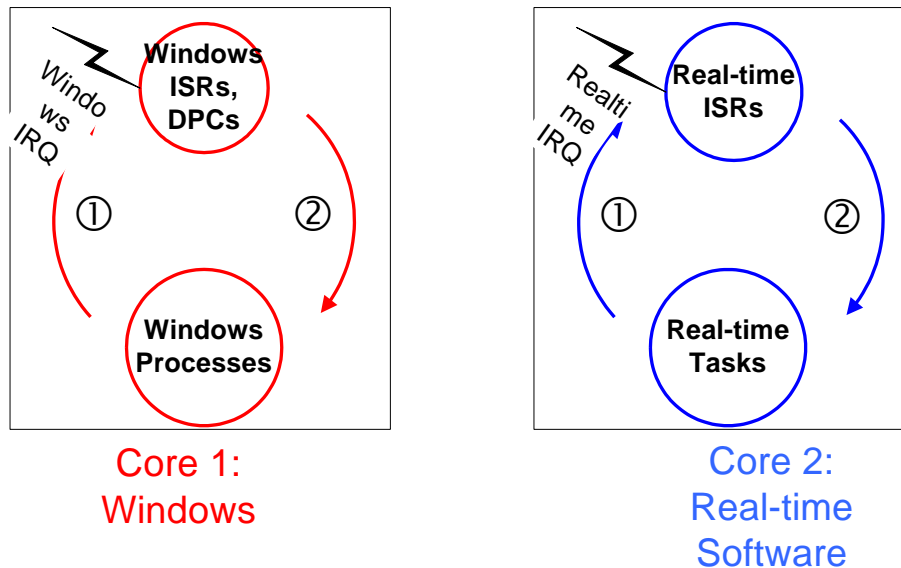 Windows
ISRs,
DPCs
Windo
ws
IRQ
①
②
Windows
Processes
Core 1:
Windows
Real-time
ISRs
Realti
me
IRQ
①
②
Real-time
Tasks
Core 2:
Real-time
Software